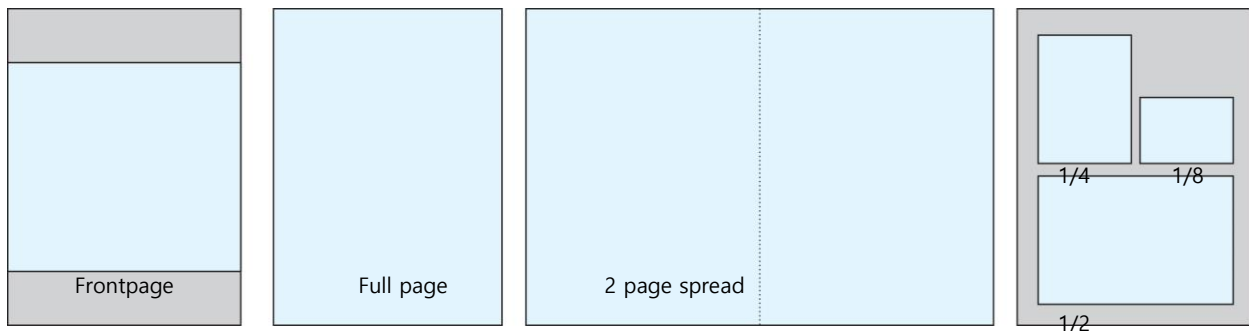 Frontpage
Full page
2 page spread
1/4
1/8
1/2